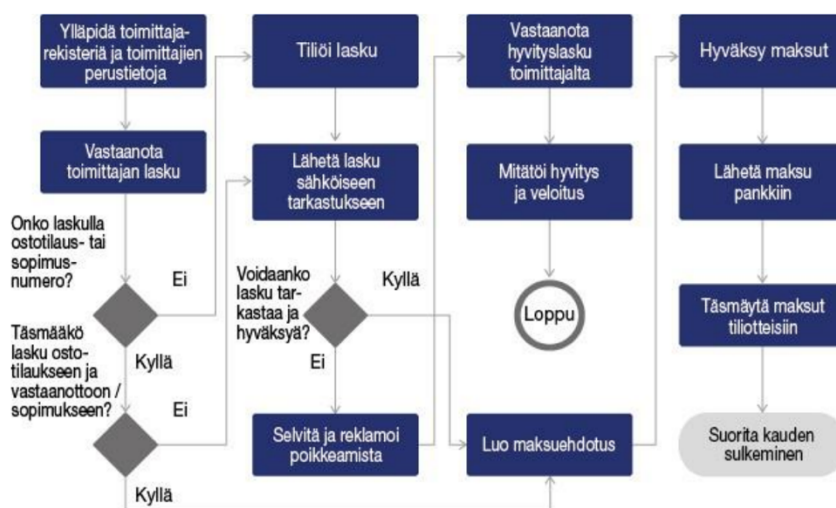 Ylläpidä toimittaja-
rekisteriä ja toimittajien
perustietoja
Vastaanota
toimittajan lasku
Onko laskulla
ostotilaus- tai
sopimus-
numero?
Ei
Kyllä
Täsmääkö
lasku osto-
tilaukseen ja
vastaanottoon /
sopimukseen?
Ei
Kyllä
Tiliöi lasku
Lähetä lasku
sähköiseen
tarkastukseen
Voidaanko
lasku tar-
kastaa ja
hyväksyä?
Kyllä
Ei
Selvitä ja reklamoi
poikkeamista
Vastaanota
hyvityslasku
toimittajalta
Mitätöi hyvitys
ja veloitus
Loppu
Luo maksuehdotus
Hyväksy maksut
Lähetä maksu
pankkiin
Täsmäytä maksut
tiliotteisiin
Suorita kauden
sulkeminen